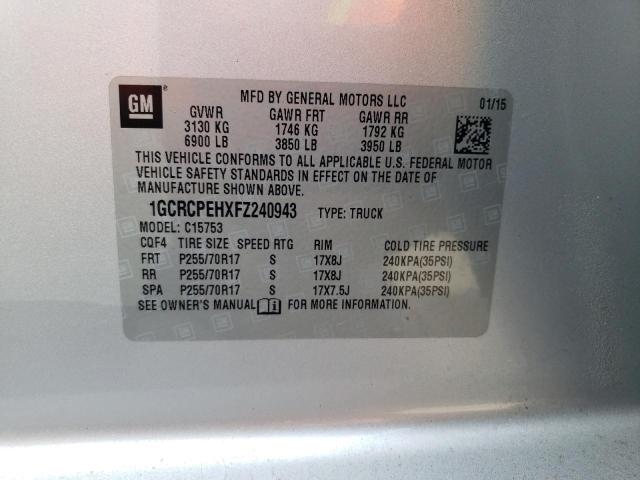 GM
MFD BY GENERAL MOTORS LLC 01/15
GVWR GAWR FRT GAWR RR
3130 KG 1746 KG 1792 KG
6900 LB 3850 LB 3950 LB
THIS VEHICLE CONFORMS TO ALL APPLICABLE U.S. FEDERAL MOTOR
VEHICLE SAFETY STANDARDS IN EFFECT ON THE DATE OF
MANUFACTURE SHOWN ABOVE.
1GCRCPEHXFZ240943 TYPE: TRUCK
MODEL: C15753
CQF4 TIRE SIZE SPEED RTG RIM COLD TIRE PRESSURE
FRT P255/70R17 S 17X8J 240KPA(35PSI)
RR P255/70R17 S 17X8J 240KPA(35PSI)
SPA P255/70R17 S 17X7.5J 240KPA(35PSI)
SEE OWNER'S MANUAL FOR MORE INFORMATION.